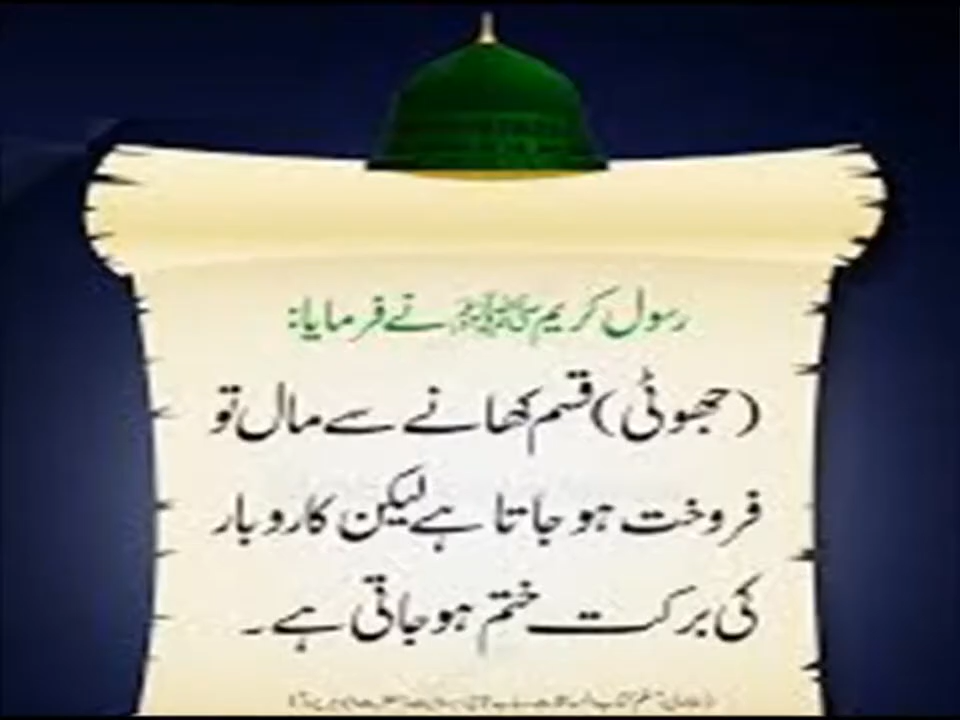 رسول کریم ﷺ نے فرمایا:
(جھوٹی) قسم کھانے سے مال تو
فروخت ہو جاتا ہے لیکن کاروبار
کی برکت ختم ہو جاتی ہے۔